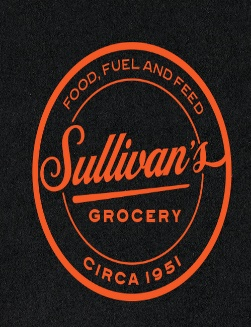 FOOD, FUEL AND FEED
Sullivan's
GROCERY
CIRCA 1951